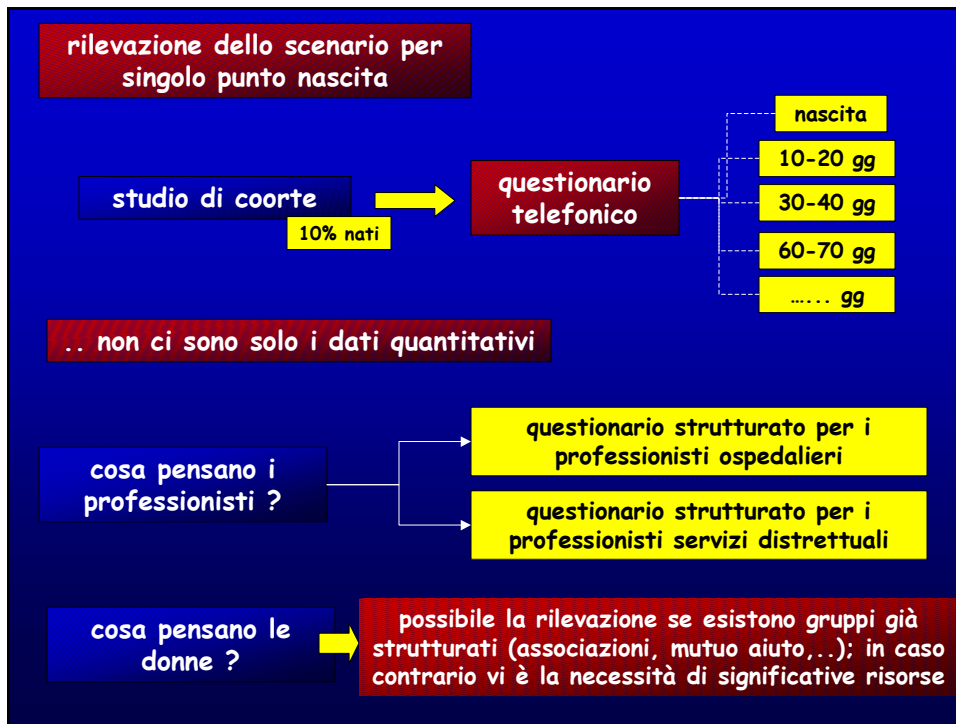 rilevazione dello scenario per
singolo punto nascita
studio di coorte
10% nati
questionario
telefonico
nascita
10-20 gg
30-40 gg
60-70 gg
…... gg
.. non ci sono solo i dati quantitativi
cosa pensano i
professionisti ?
questionario strutturato per i
professionisti ospedalieri
questionario strutturato per i
professionisti servizi distrettuali
cosa pensano le
donne ?
possibile la rilevazione se esistono gruppi già
strutturati (associazioni, mutuo aiuto,..); in caso
contrario vi è la necessità di significative risorse